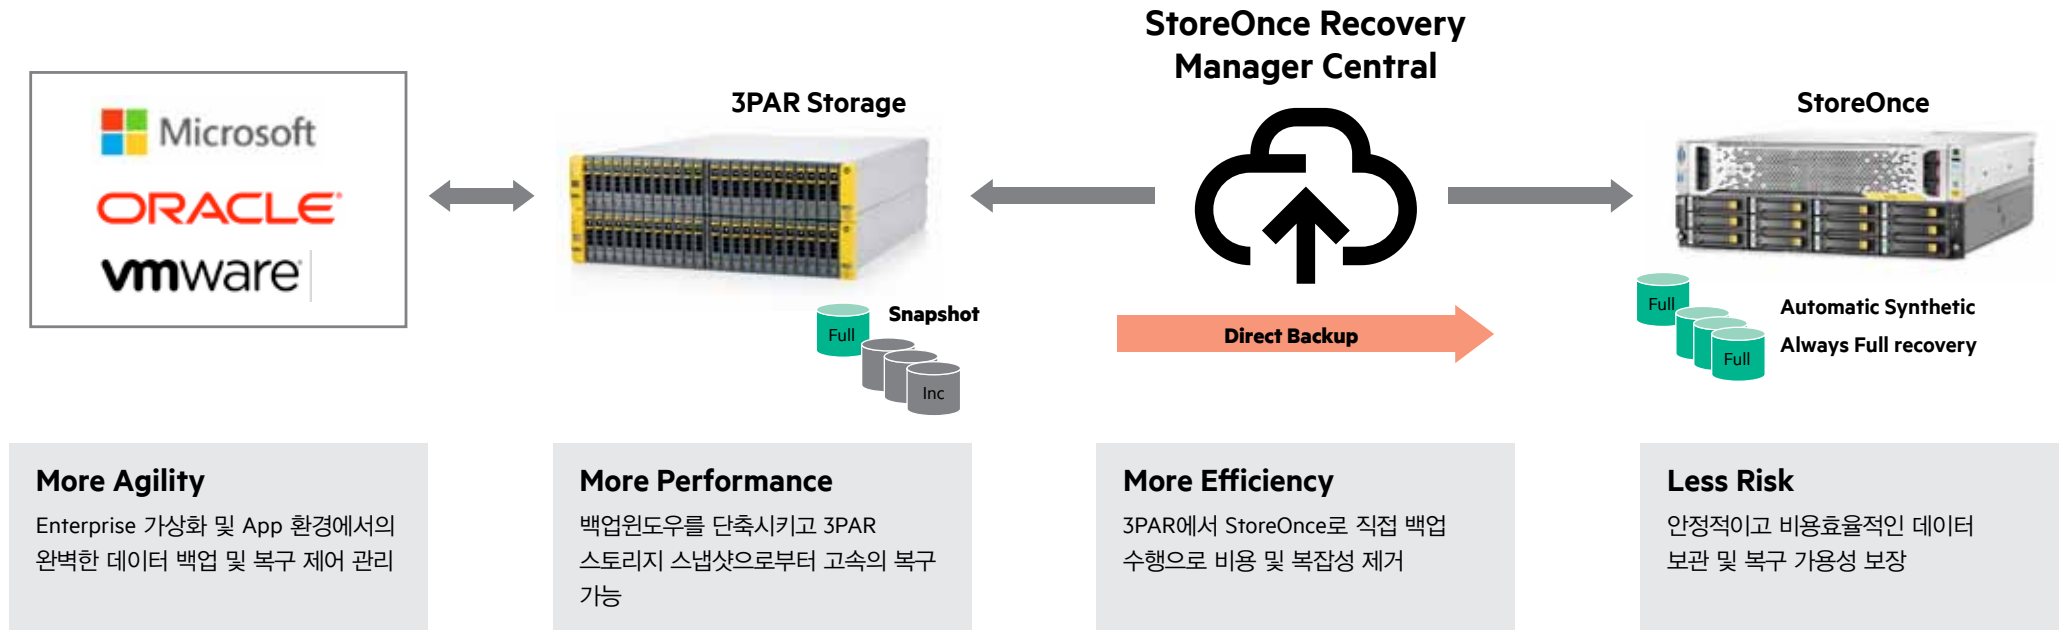 StoreOnce Recovery
Manager Central
3PAR Storage
StoreOnce
Microsoft
ORACLE
vmware
Full
Snapshot
Inc
Direct Backup
Full
Automatic Synthetic
Always Full recovery
Full
More Agility
Enterprise 가상화 및 App 환경에서의
완벽한 데이터 백업 및 복구 제어 관리
More Performance
백업윈도우를 단축시키고 3PAR
스토리지 스냅샷으로부터 고속의 복구
가능
More Efficiency
3PAR에서 StoreOnce로 직접 백업
수행으로 비용 및 복잡성 제거
Less Risk
안정적이고 비용효율적인 데이터
보관 및 복구 가용성 보장